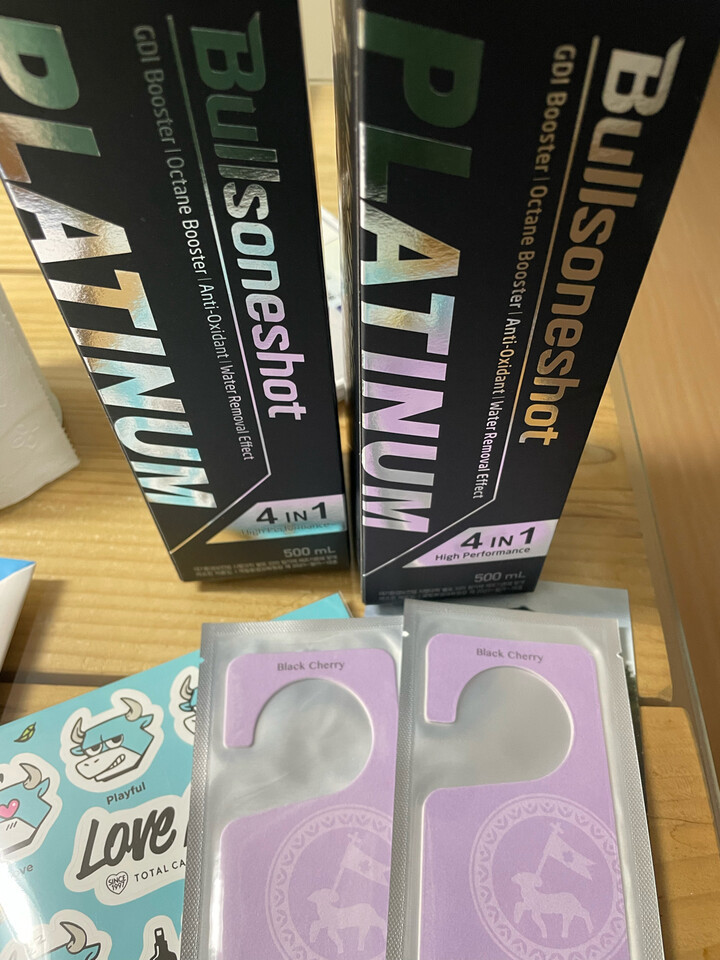 Bullsoneshot
GDI Booster | Octane Booster | Anti-Oxidant | Water Removal Effect
PLATINUM
4 IN 1
High Performance
500 mL
Bullsoneshot
GDI Booster | Octane Booster | Anti-Oxidant | Water Removal Effect
PLATINUM
4 IN 1
High Performance
500 mL
Black Cherry
Black Cherry
Playful
Love
SINCE 1997
TOTAL CA